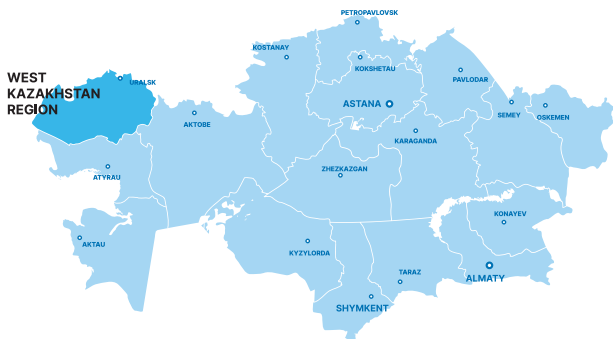 PETROPAVLOVSK
KOSTANAY
KOKSHETAU
PAVLODAR
WEST
KAZAKHSTAN
REGION
URALSK
ASTANA
SEMEY
OSKEMEN
AKTOBE
KARAGANDA
ZHEZKAZGAN
ATYRAU
KONAYEV
AKTAU
KYZYLORDA
TARAZ
ALMATY
SHYMKENT